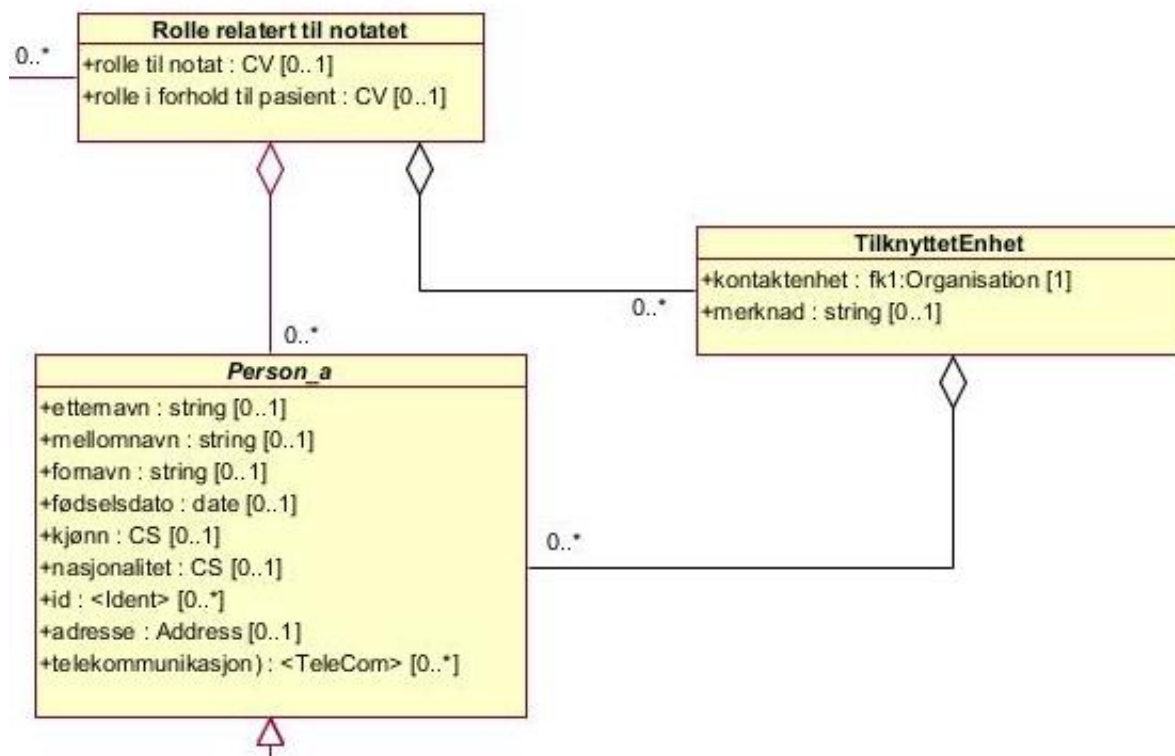 Rolle relatert til notatet
0..*
+rolle til notat : CV [0..1]
+rolle i forhold til pasient : CV [0..1]
TilknyttetEnhet
+kontaktenhet : fk1:Organisation [1]
+merknad : string [0..1]
0..*
0..*
Person_a
+etternavn : string [0..1]
+mellomnavn : string [0..1]
+fornavn : string [0..1]
+fødselsdato : date [0..1]
+kjønn : CS [0..1]
+nasjonalitet : CS [0..1]
+id : <Ident> [0..*]
+adresse : Address [0..1]
+telekommunikasjon) : <TeleCom> [0..*]
0..*